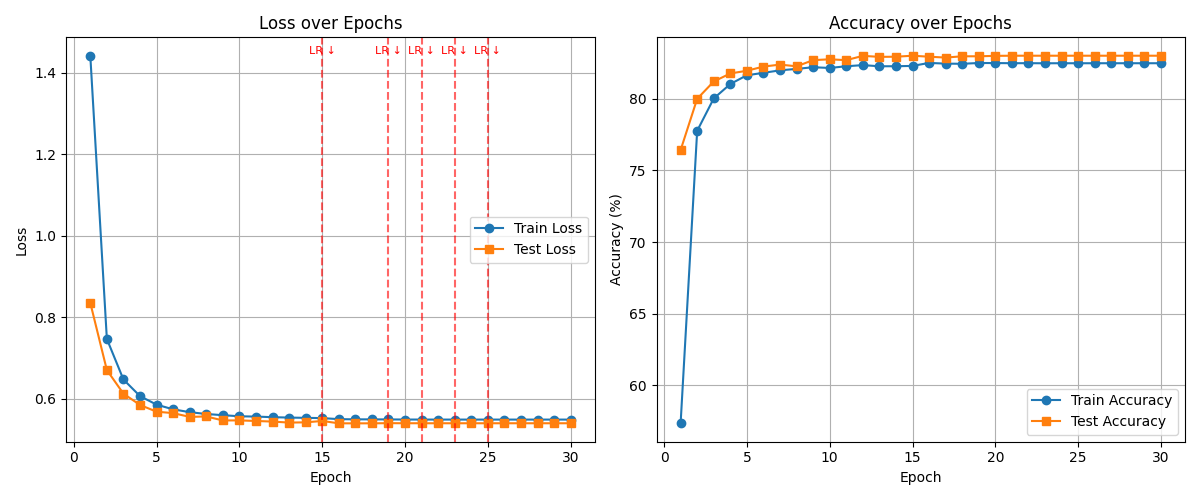 Loss over Epochs
LR ↓ LR ↓ LR ↓ LR ↓ LR ↓
1.4
1.2
1.0
0.8
0.6
Loss
Train Loss
Test Loss
0 5 10 15 20 25 30
Epoch
Accuracy over Epochs
80
75
70
65
60
Accuracy (%)
Train Accuracy
Test Accuracy
0 5 10 15 20 25 30
Epoch